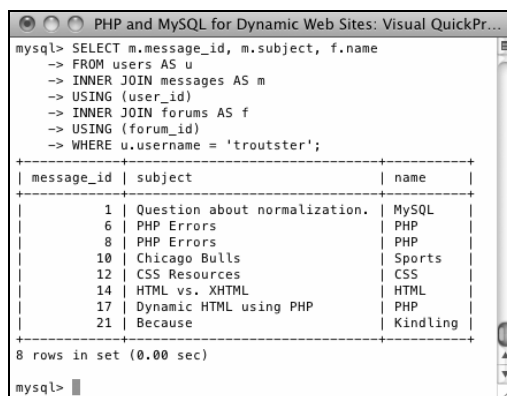 PHP and MySQL for Dynamic Web Sites: Visual QuickPr...
mysql> SELECT m.message_id, m.subject, f.name
    -> FROM users AS u
    -> INNER JOIN messages AS m
    -> USING (user_id)
    -> INNER JOIN forums AS f
    -> USING (forum_id)
    -> WHERE u.username = 'troutster';
+------------+-----------------------------+----------+
| message_id | subject                     | name     |
+------------+-----------------------------+----------+
|          1 | Question about normalization. | MySQL    |
|          6 | PHP Errors                  | PHP      |
|          8 | PHP Errors                  | PHP      |
|         10 | Chicago Bulls               | Sports   |
|         12 | CSS Resources               | CSS      |
|         14 | HTML vs. XHTML              | HTML     |
|         17 | Dynamic HTML using PHP      | PHP      |
|         21 | Because                     | Kindling |
+------------+-----------------------------+----------+
8 rows in set (0.00 sec)
mysql>